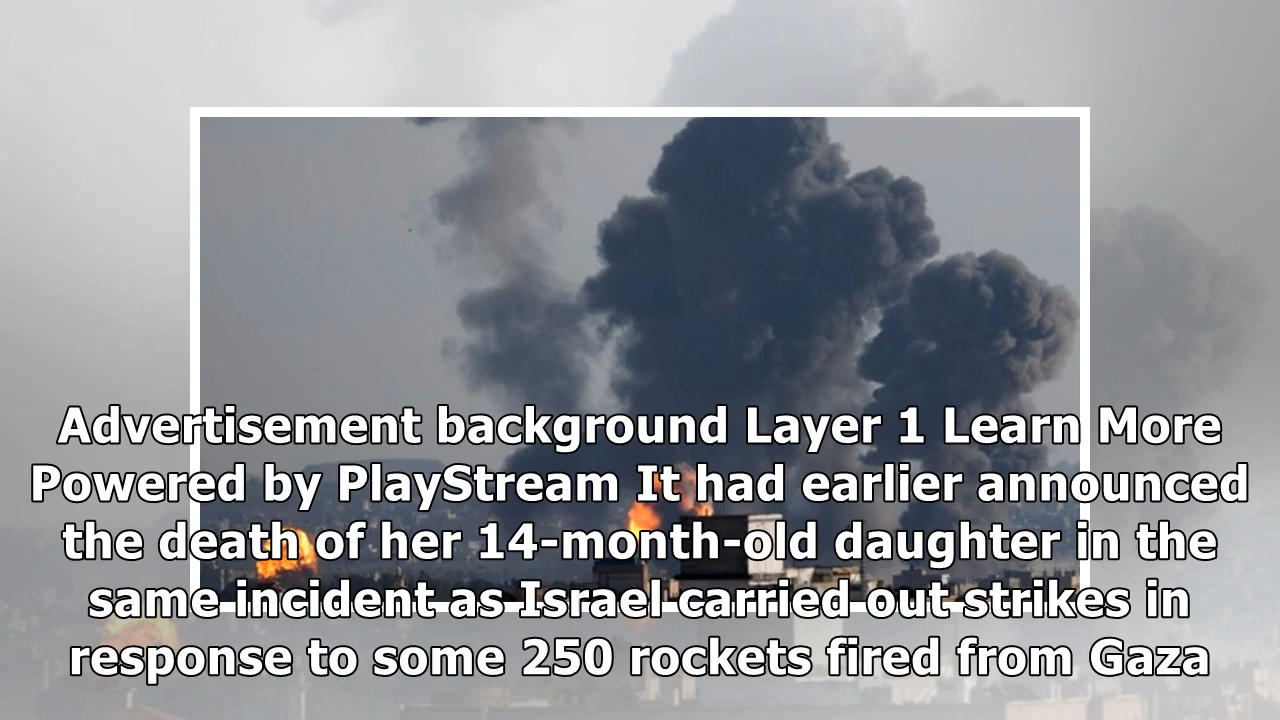 Advertisement background Layer 1 Learn More
Powered by PlayStream It had earlier announced
the death of her 14-month-old daughter in the
same incident as Israel carried out strikes in
response to some 250 rockets fired from Gaza